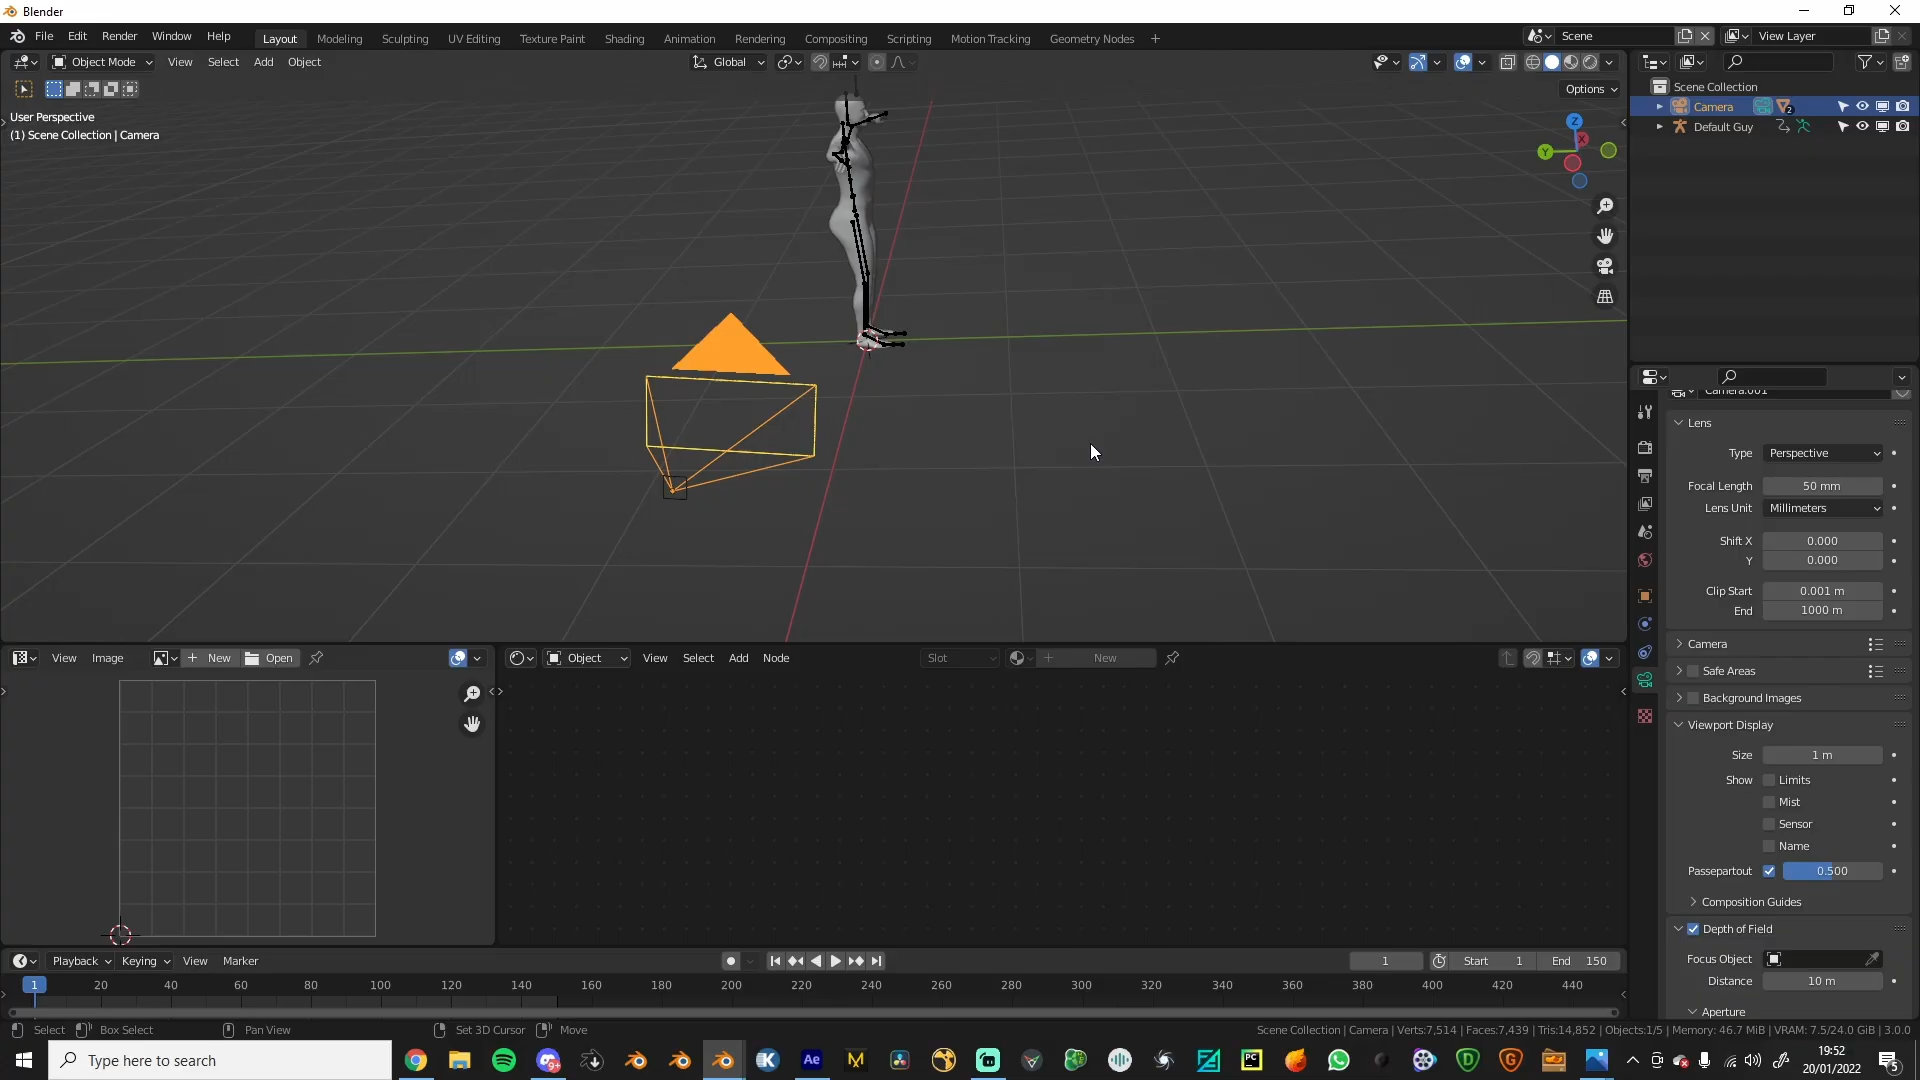 Blender
File Edit Render Window Help Layout Modeling Sculpting UV Editing Texture Paint Shading Animation Rendering Compositing Scripting Motion Tracking Geometry Nodes + Scene View Layer
Object Mode View Select Add Object Global
Options
User Perspective
(1) Scene Collection | Camera
Z
X
Y
Scene Collection
Camera 2
Default Guy
Camera.001
Lens
Type Perspective
Focal Length 50 mm
Lens Unit Millimeters
Shift X 0.000
Y 0.000
Clip Start 0.001 m
End 1000 m
Camera
Safe Areas
Background Images
Viewport Display
Size 1 m
Show Limits
Mist
Sensor
Name
Passepartout 0.500
Composition Guides
Depth of Field
Focus Object
Distance 10 m
Aperture
View Image + New Open
Object View Select Add Node Slot + New
Playback Keying View Marker 1 Start 1 End 150
1 20 40 60 80 100 120 140 160 180 200 220 240 260 280 300 320 340 360 380 400 420 440
Select Box Select Pan View Set 3D Cursor Move Scene Collection | Camera | Verts:7,514 | Faces:7,439 | Tris:14,852 | Objects:1/5 | Memory: 46.7 MiB | VRAM: 7.5/24.0 GiB | 3.0.0
Type here to search
9+
K
Ae
M
PC
D
G
19:52
20/01/2022
5